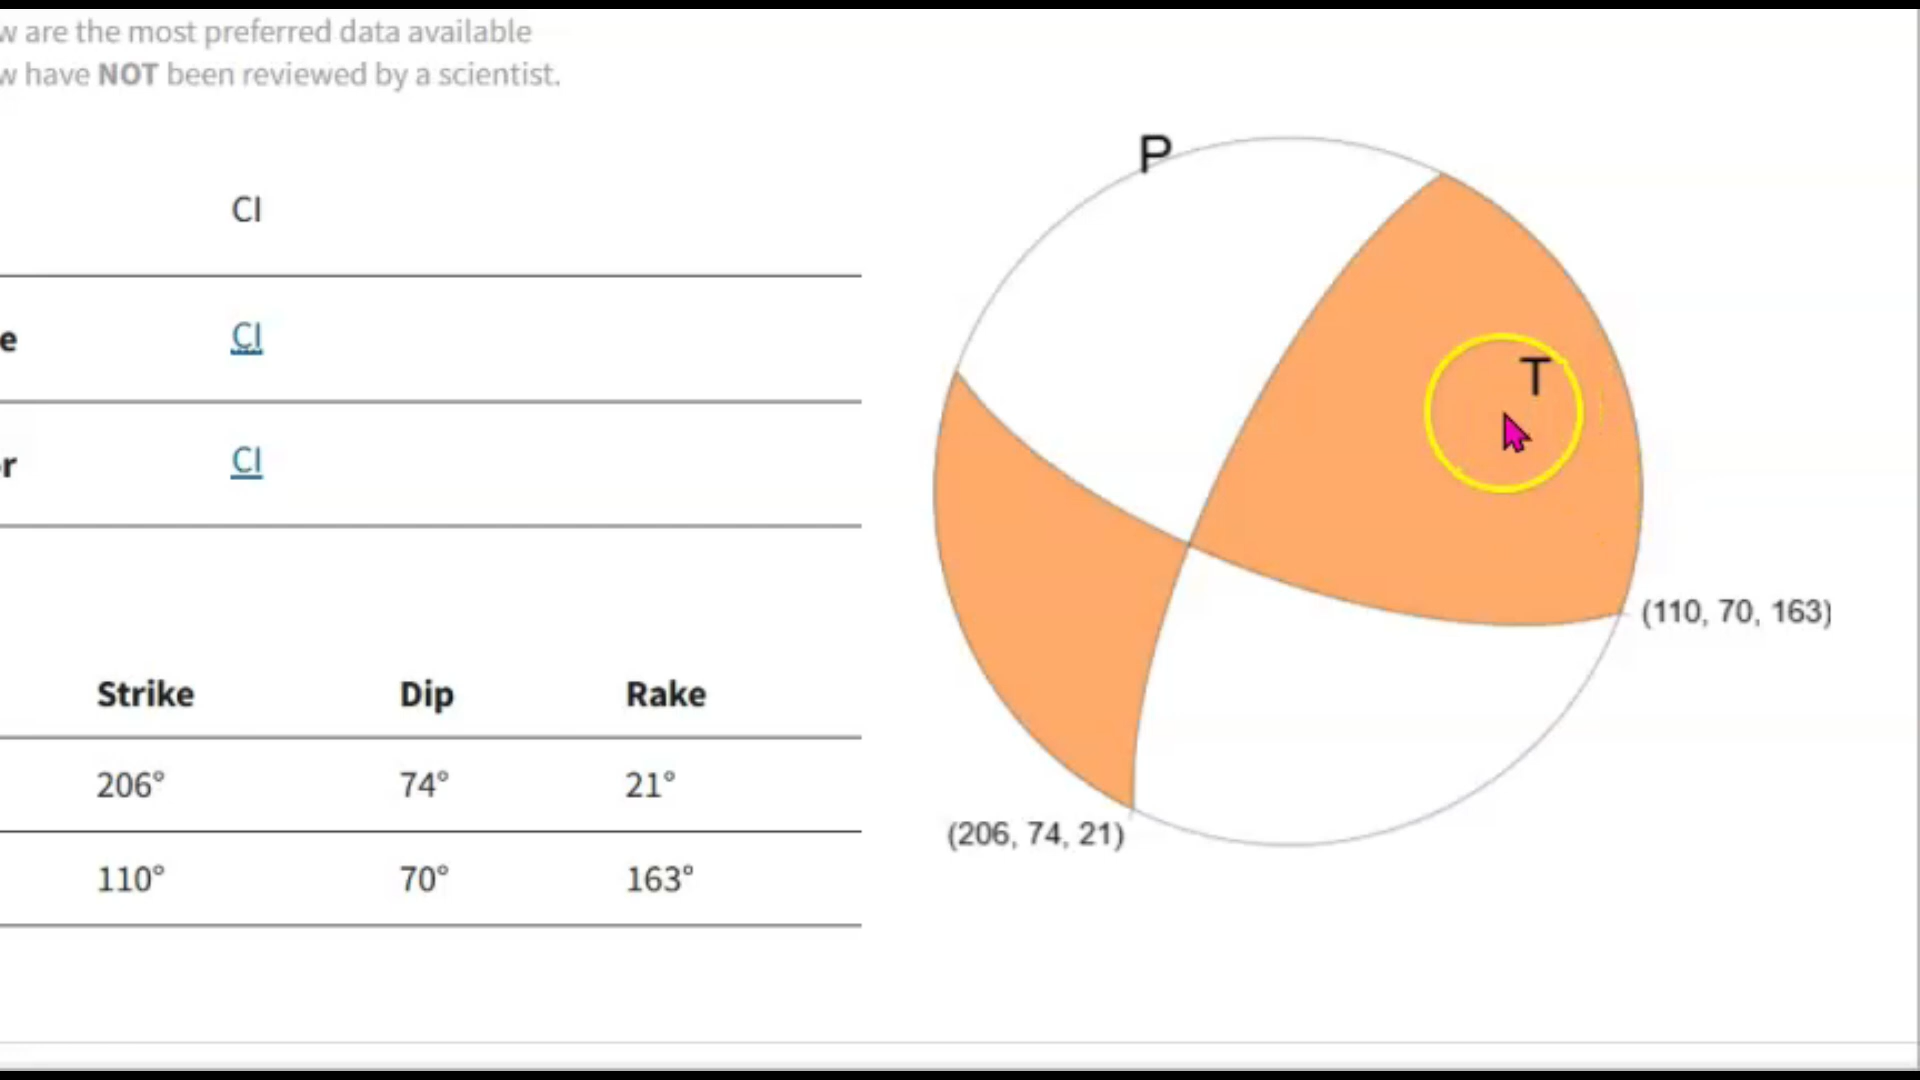 w are the most preferred data available
w have NOT been reviewed by a scientist.
P
CI
e CI
T
r CI
(110, 70, 163)
Strike Dip Rake
206° 74° 21°
(206, 74, 21)
110° 70° 163°